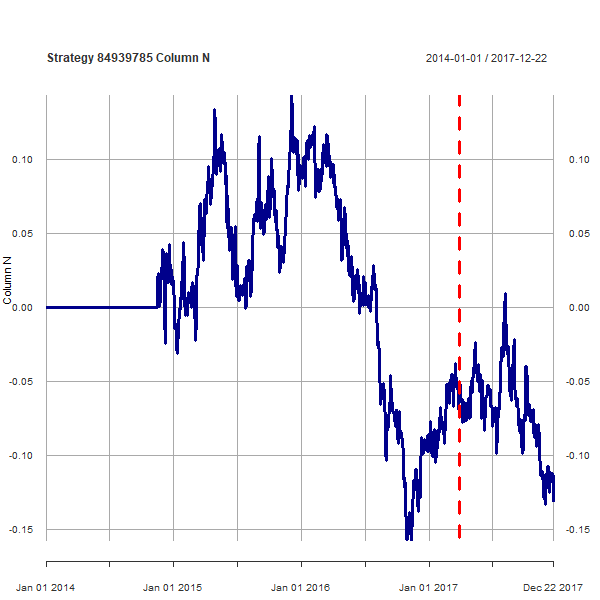 Strategy 84939785 Column N 2014-01-01 / 2017-12-22
0.10 0.10
0.05 0.05
Column N
0.00 0.00
-0.05 -0.05
-0.10 -0.10
-0.15 -0.15
Jan 01 2014 Jan 01 2015 Jan 01 2016 Jan 01 2017 Dec 22 2017